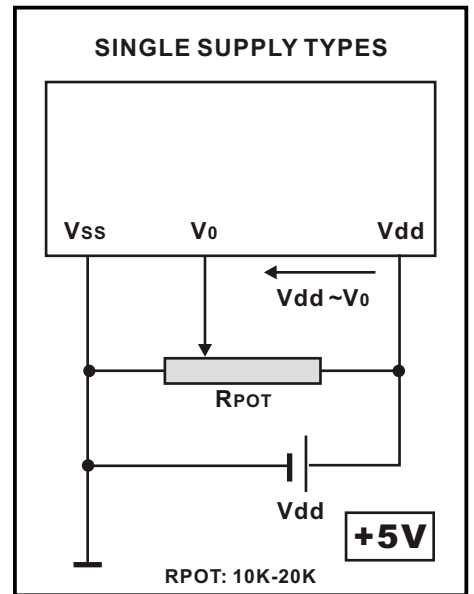 SINGLE SUPPLY TYPES
Vss V0 Vdd
Vdd ~V0
RPOT
Vdd
+5V
RPOT: 10K-20K